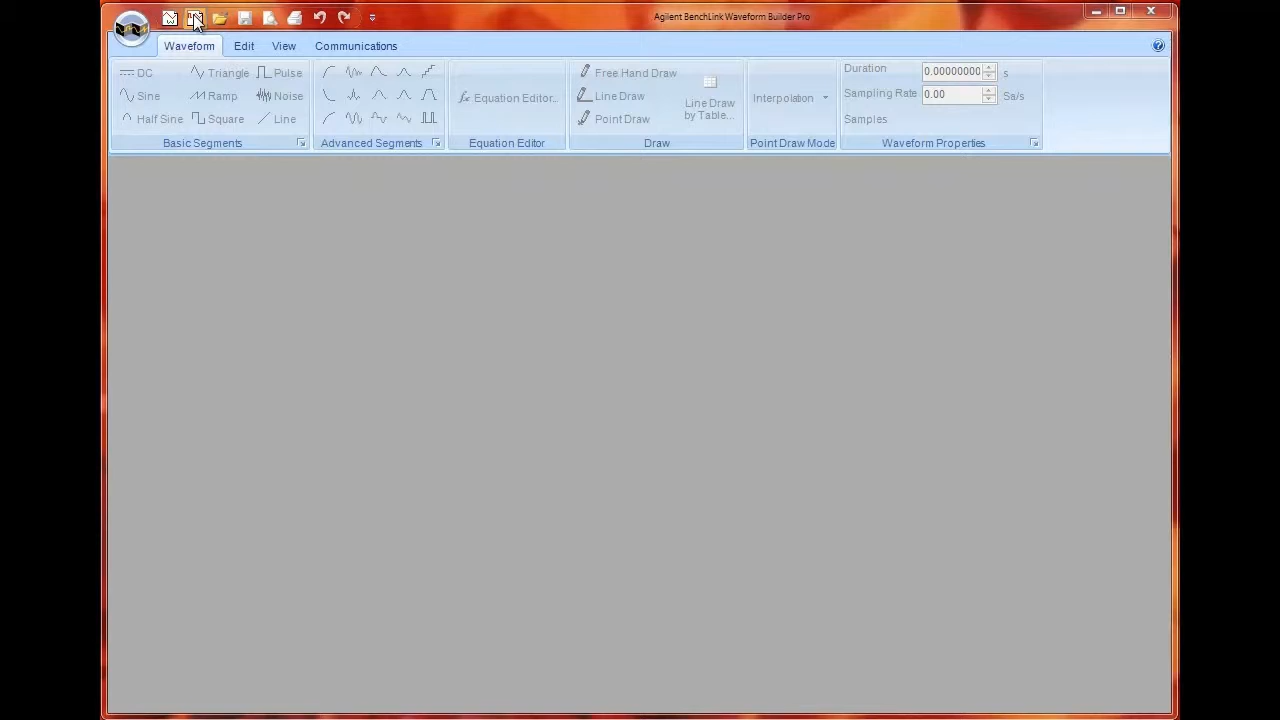 Agilent BenchLink Waveform Builder Pro
Waveform Edit View Communications
DC Triangle Pulse
Sine Ramp Noise
Half Sine Square Line
Basic Segments
Advanced Segments
fx Equation Editor...
Equation Editor
Free Hand Draw
Line Draw
Point Draw
Line Draw
by Table...
Draw
Interpolation
Point Draw Mode
Duration 0.00000000 s
Sampling Rate 0.00 Sa/s
Samples
Waveform Properties